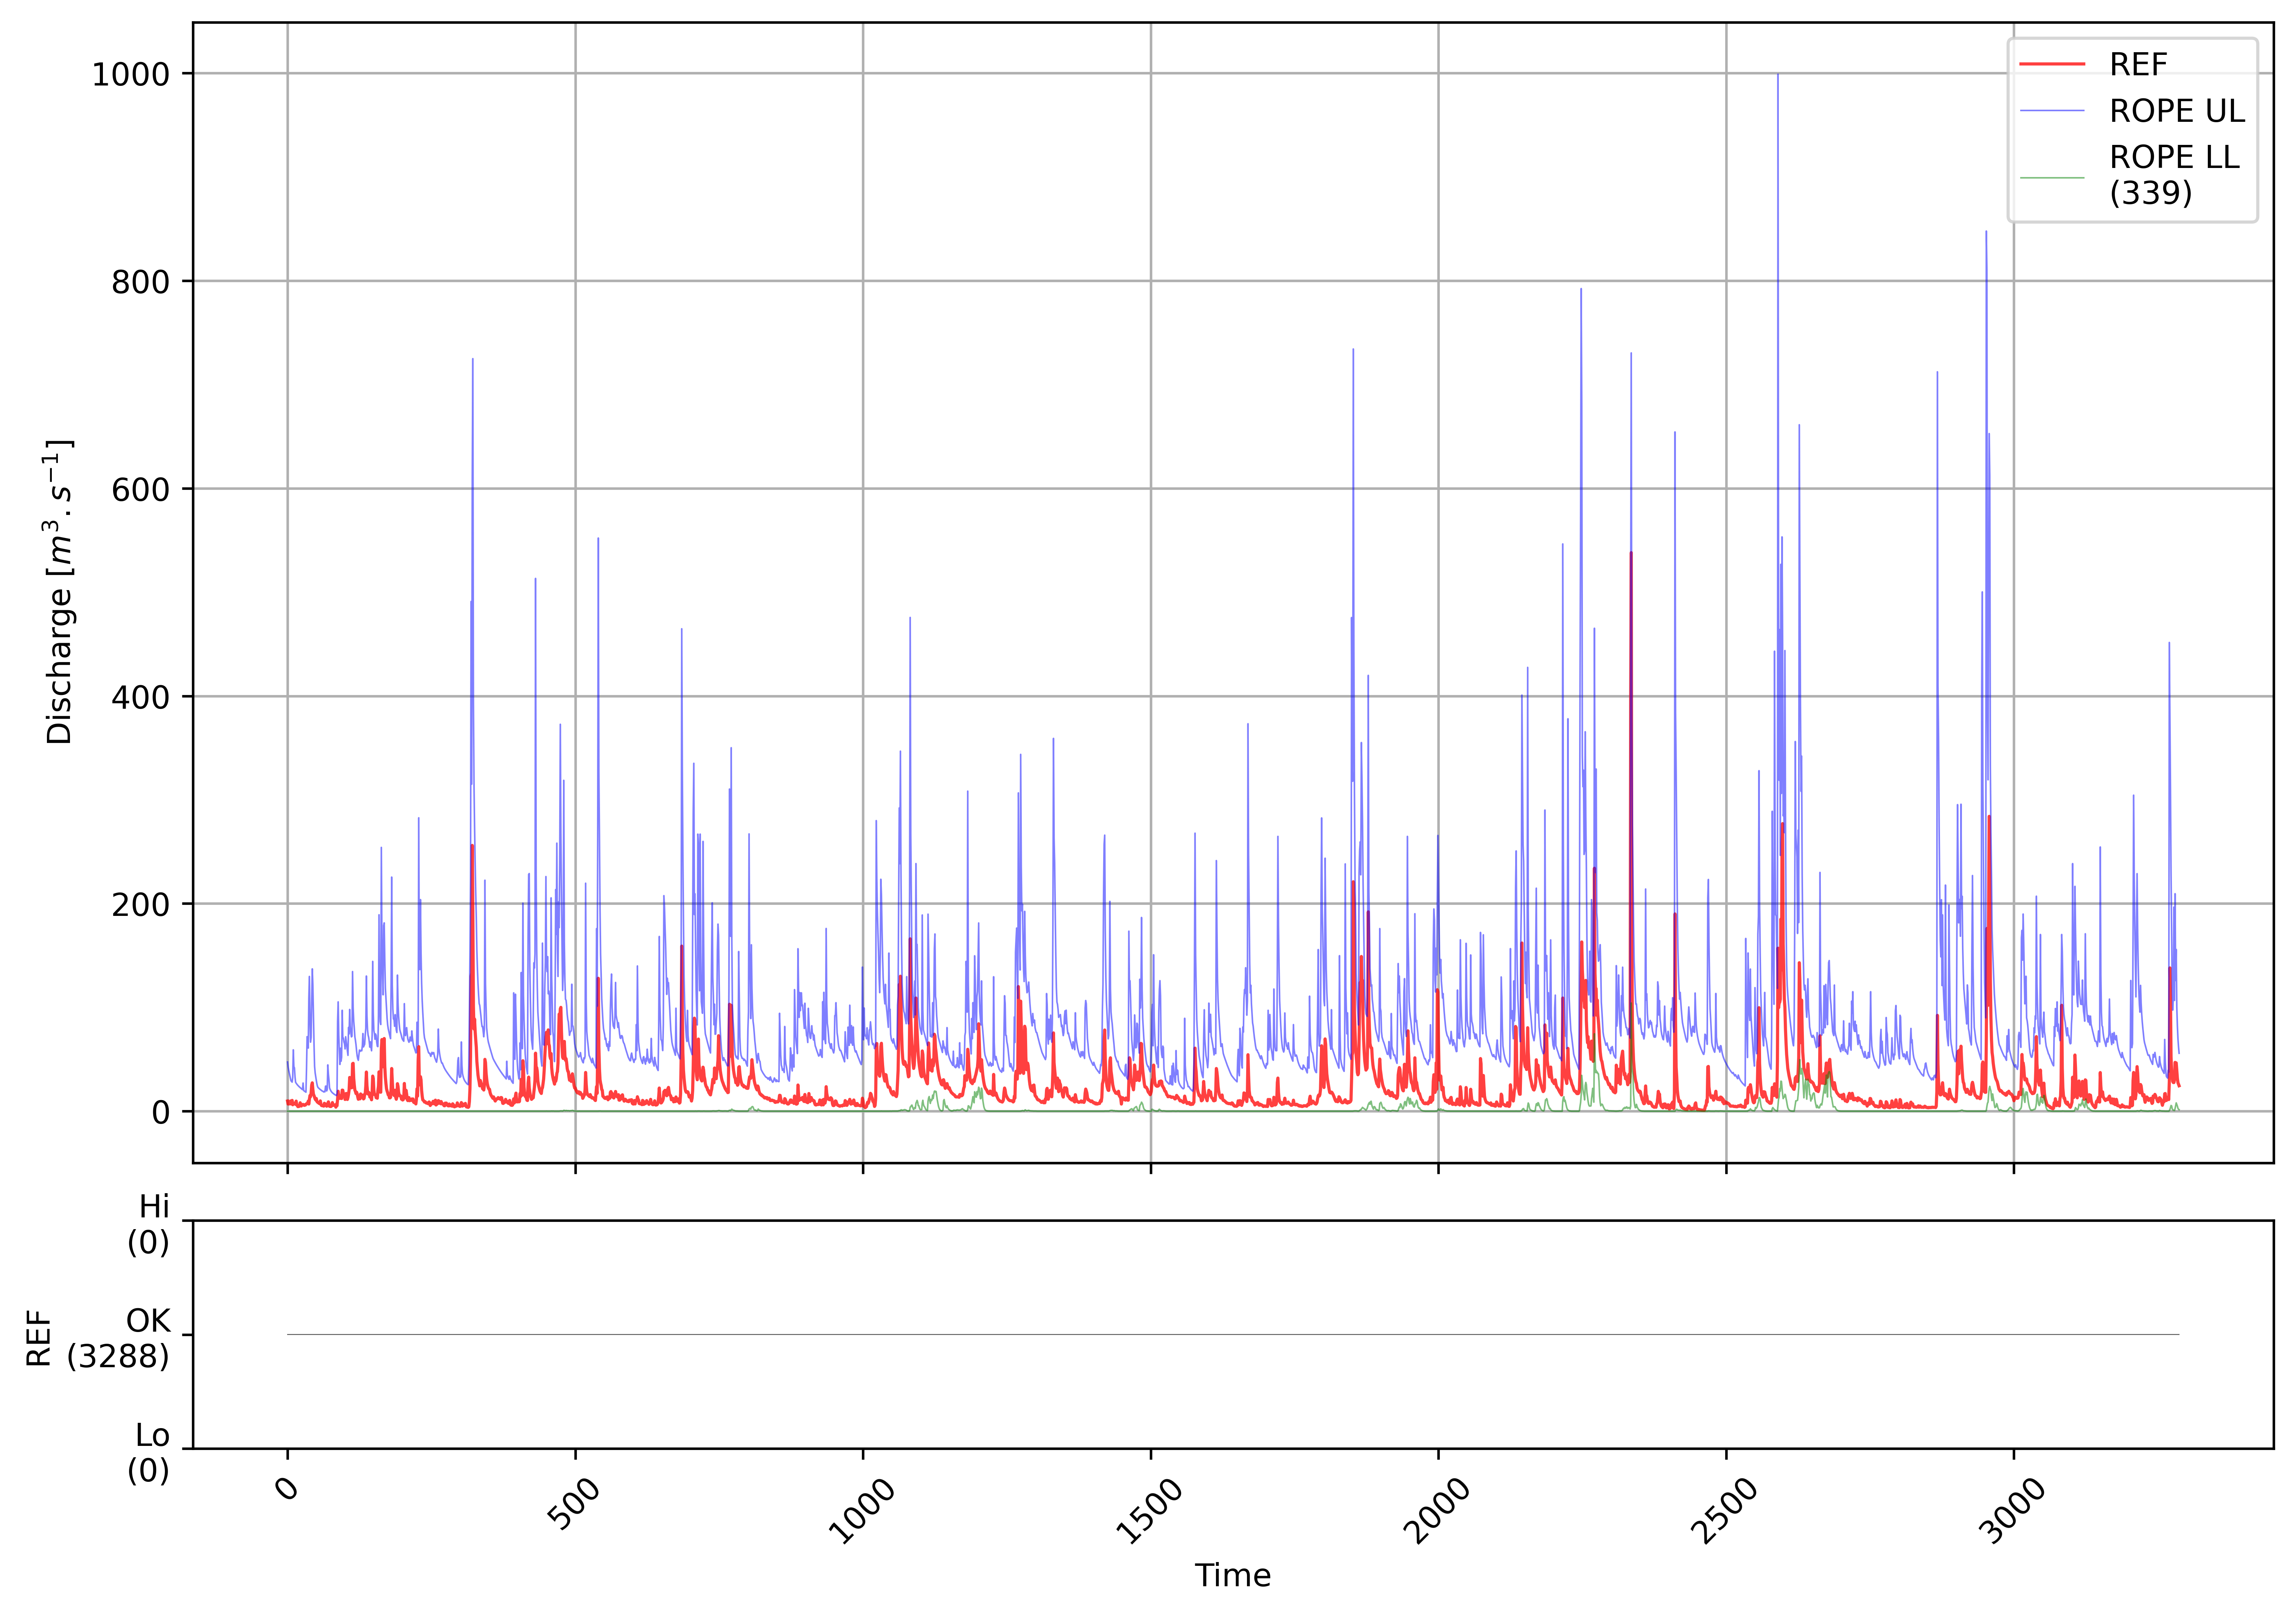 1000
800
600
400
200
0
Discharge [m³.s⁻¹]
REF
ROPE UL
ROPE LL
(339)
Hi
(0)
OK
(3288)
Lo
(0)
REF
0
500
1000
1500
2000
2500
3000
Time